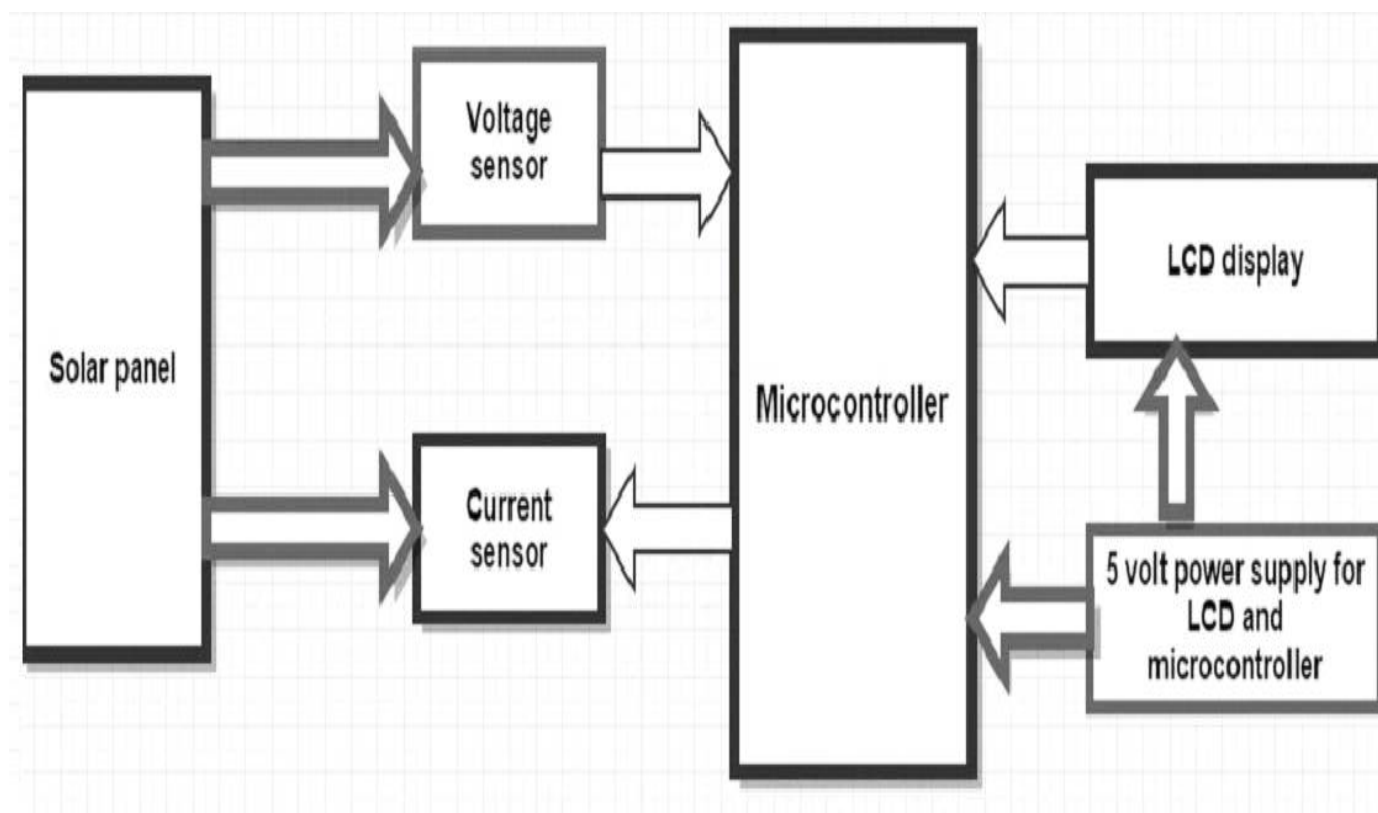 Solar panel
Voltage
sensor
Current
sensor
Microcontroller
LCD display
5 volt power supply for
LCD and
microcontroller